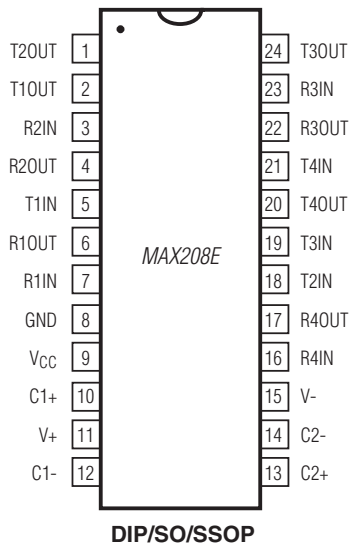 T2OUT 1 24 T3OUT
T1OUT 2 23 R3IN
R2IN 3 22 R3OUT
R2OUT 4 21 T4IN
T1IN 5 20 T4OUT
R1OUT 6 19 T3IN
R1IN 7 18 T2IN
GND 8 17 R4OUT
VCC 9 16 R4IN
C1+ 10 15 V-
V+ 11 14 C2-
C1- 12 13 C2+
MAX208E
DIP/SO/SSOP